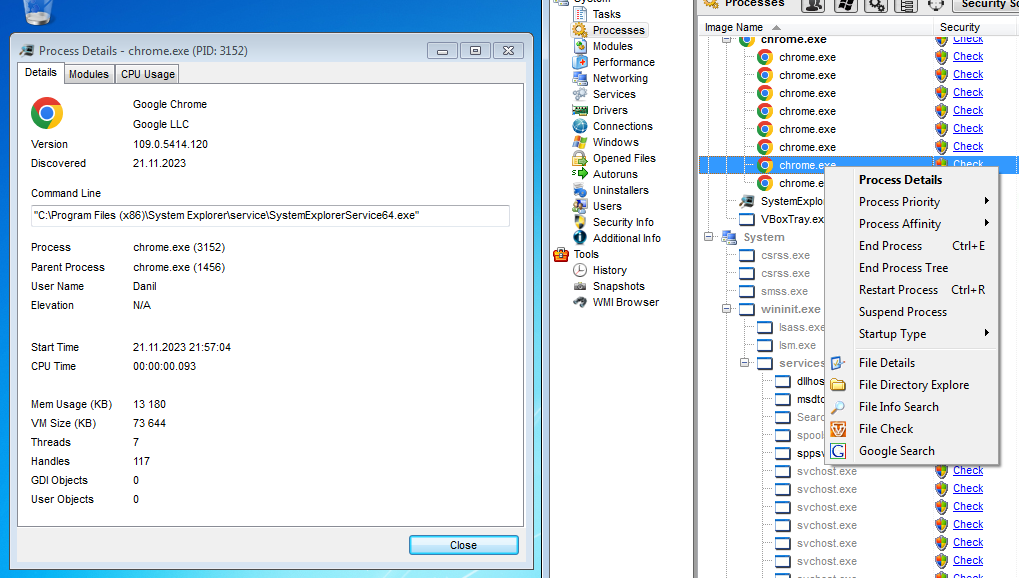 Process Details - chrome.exe (PID: 3152)
Details
Modules
CPU Usage
Google Chrome
Google LLC
Version
109.0.5414.120
Discovered
21.11.2023
Command Line
"C:\Program Files (x86)\System Explorer\service\SystemExplorerService64.exe"
Process
chrome.exe (3152)
Parent Process
chrome.exe (1456)
User Name
Danil
Elevation
N/A
Start Time
21.11.2023 21:57:04
CPU Time
00:00:00.093
Mem Usage (KB)
13 180
VM Size (KB)
73 644
Threads
7
Handles
117
GDI Objects
0
User Objects
0
Close
System
Tasks
Processes
Modules
Performance
Networking
Services
Drivers
Connections
Windows
Opened Files
Autoruns
Uninstallers
Users
Security Info
Additional Info
Tools
History
Snapshots
WMI Browser
Processes
Security
Image Name
Security
chrome.exe
Check
chrome.exe
Check
chrome.exe
Check
chrome.exe
Check
chrome.exe
Check
chrome.exe
Check
chrome.exe
Check
chrome.exe
Check
chrome.e
SystemExplo
VBoxTray.ex
System
csrss.exe
csrss.exe
smss.exe
wininit.exe
lsass.exe
lsm.exe
services
dllhos
msdtc
Searc
spools
sppsv
svchost.exe
Check
svchost.exe
Check
svchost.exe
Check
svchost.exe
Check
svchost.exe
Check
svchost.exe
Check
svchost.exe
Check
Process Details
Process Priority
Process Affinity
End Process Ctrl+E
End Process Tree
Restart Process Ctrl+R
Suspend Process
Startup Type
File Details
File Directory Explore
File Info Search
File Check
Google Search